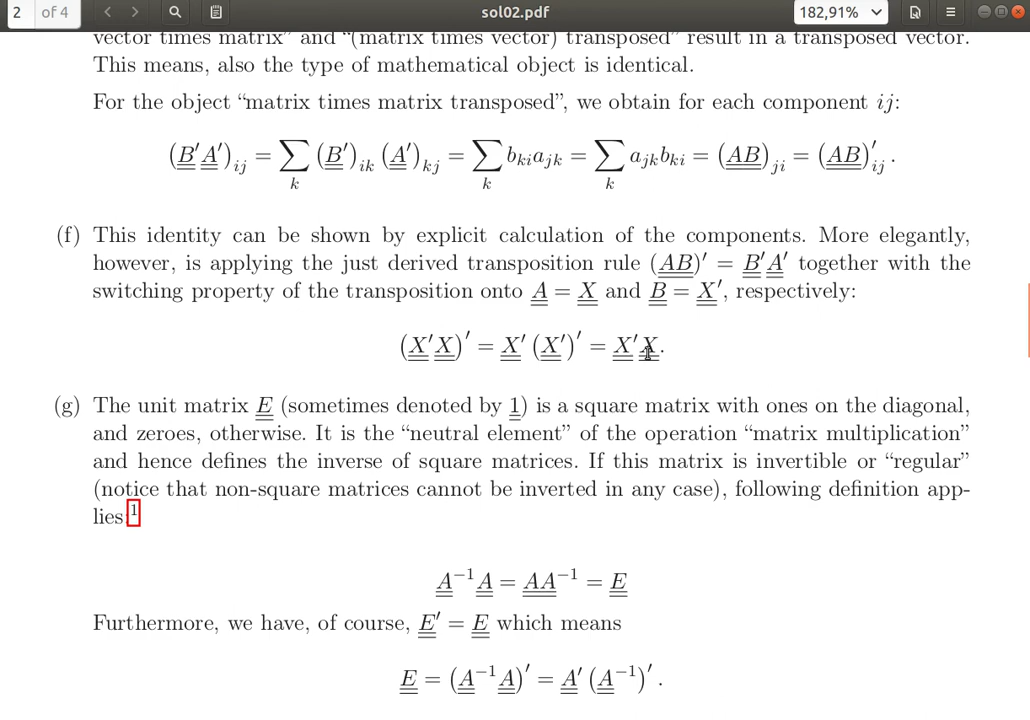 2 of 4 sol02.pdf 182,91%
vector times matrix” and “(matrix times vector) transposed” result in a transposed vector.
This means, also the type of mathematical object is identical.
For the object “matrix times matrix transposed”, we obtain for each component ij:
(B′A′)ij = ∑k (B′)ik (A′)kj = ∑k bkiajk = ∑k ajkbki = (AB)ji = (AB)′ij .
(f) This identity can be shown by explicit calculation of the components. More elegantly,
however, is applying the just derived transposition rule (AB)′ = B′A′ together with the
switching property of the transposition onto A = X and B = X′, respectively:
(X′X)′ = X′ (X′)′ = X′X.
(g) The unit matrix E (sometimes denoted by 1) is a square matrix with ones on the diagonal,
and zeroes, otherwise. It is the “neutral element” of the operation “matrix multiplication”
and hence defines the inverse of square matrices. If this matrix is invertible or “regular”
(notice that non-square matrices cannot be inverted in any case), following definition app-
lies:1
A⁻¹A = AA⁻¹ = E
Furthermore, we have, of course, E′ = E which means
E = (A⁻¹A)′ = A′ (A⁻¹)′ .